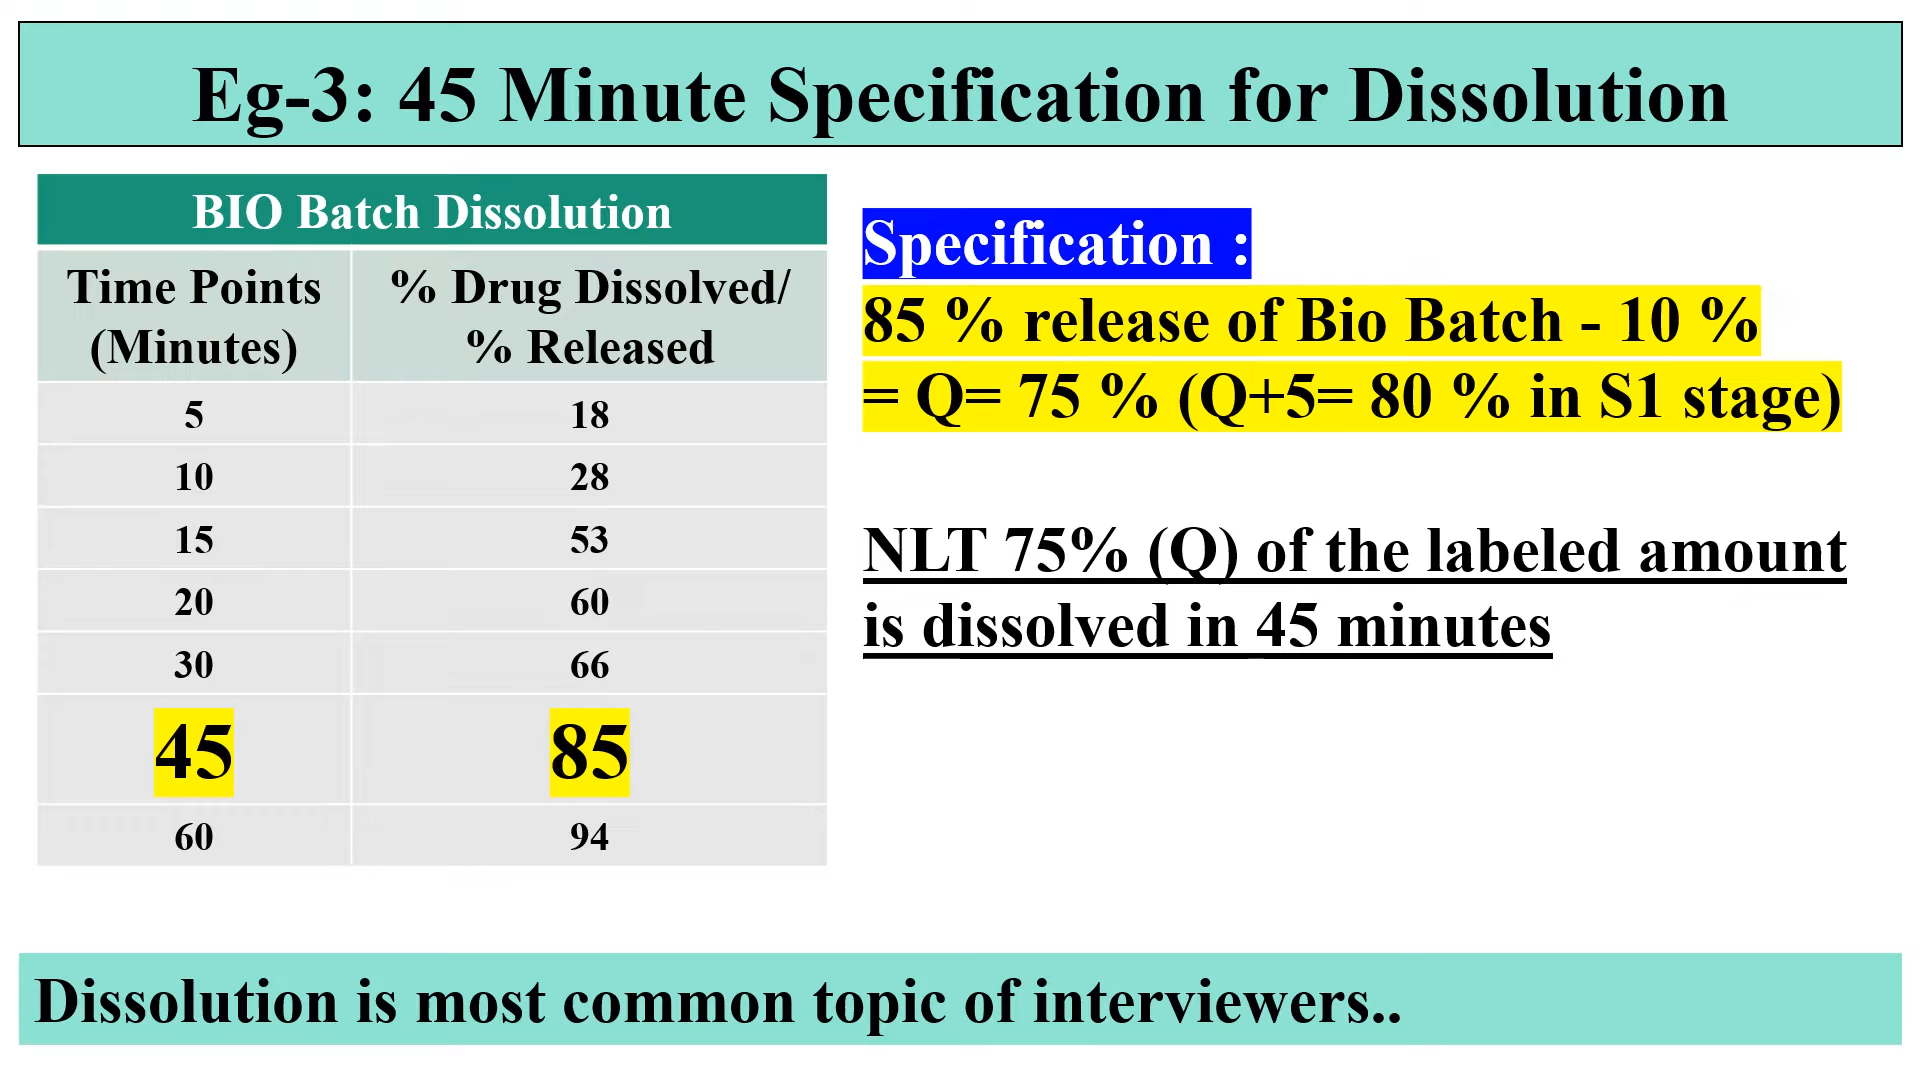 Eg-3: 45 Minute Specification for Dissolution
BIO Batch Dissolution
Time Points (Minutes) % Drug Dissolved/ % Released
5 18
10 28
15 53
20 60
30 66
45 85
60 94
Specification :
85 % release of Bio Batch - 10 %
= Q= 75 % (Q+5= 80 % in S1 stage)
NLT 75% (Q) of the labeled amount
is dissolved in 45 minutes
Dissolution is most common topic of interviewers..